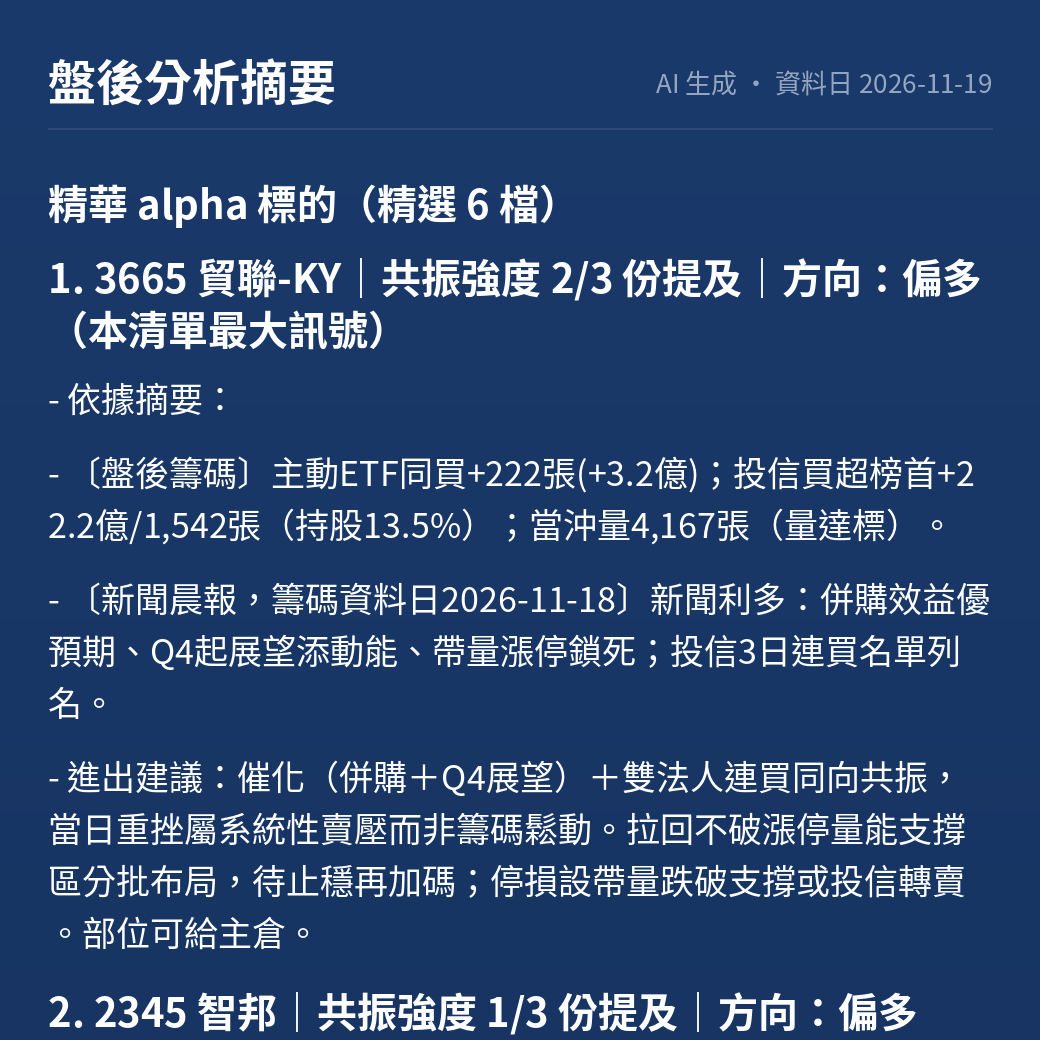 盤後分析摘要
AI 生成 • 資料日 2026-11-19
精華 alpha 標的（精選 6 檔）
1. 3665 貿聯-KY｜共振強度 2/3 份提及｜方向：偏多
（本清單最大訊號）
- 依據摘要：
- 〔盤後籌碼〕主動ETF同買+222張(+3.2億)；投信買超榜首+2
2.2億/1,542張（持股13.5%）；當沖量4,167張（量達標）。
- 〔新聞晨報，籌碼資料日2026-11-18〕新聞利多：併購效益優
預期、Q4起展望添動能、帶量漲停鎖死；投信3日連買名單列
名。
- 進出建議：催化（併購＋Q4展望）＋雙法人連買同向共振，
當日重挫屬系統性賣壓而非籌碼鬆動。拉回不破漲停量能支撐
區分批布局，待止穩再加碼；停損設帶量跌破支撐或投信轉賣
。部位可給主倉。
2. 2345 智邦｜共振強度 1/3 份提及｜方向：偏多